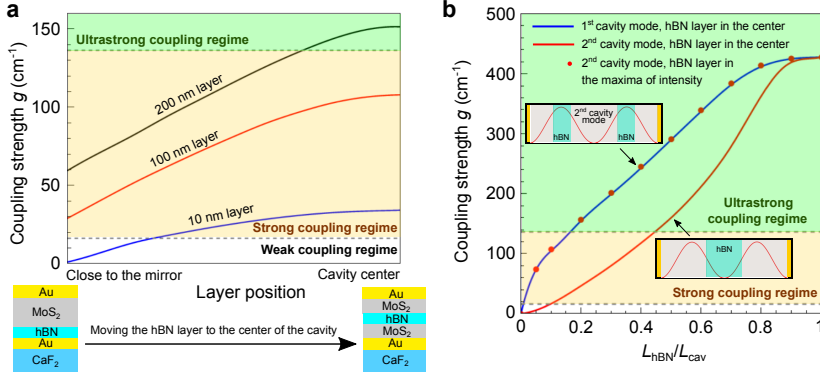 a
Coupling strength g (cm⁻¹)
150
100
50
0
Ultrastrong coupling regime
200 nm layer
100 nm layer
10 nm layer
Strong coupling regime
Weak coupling regime
Close to the mirror
Cavity center
Layer position
Au
MoS₂
hBN
Au
CaF₂
Moving the hBN layer to the center of the cavity
Au
MoS₂
hBN
MoS₂
Au
CaF₂
b
Coupling strength g (cm⁻¹)
500
400
300
200
100
0
1ˢᵗ cavity mode, hBN layer in the center
2ⁿᵈ cavity mode, hBN layer in the center
2ⁿᵈ cavity mode, hBN layer in
the maxima of intensity
2ⁿᵈ cavity
mode
hBN
hBN
Ultrastrong
coupling regime
hBN
Strong coupling regime
0
0.2
0.4
0.6
0.8
1
L_hBN/L_cav